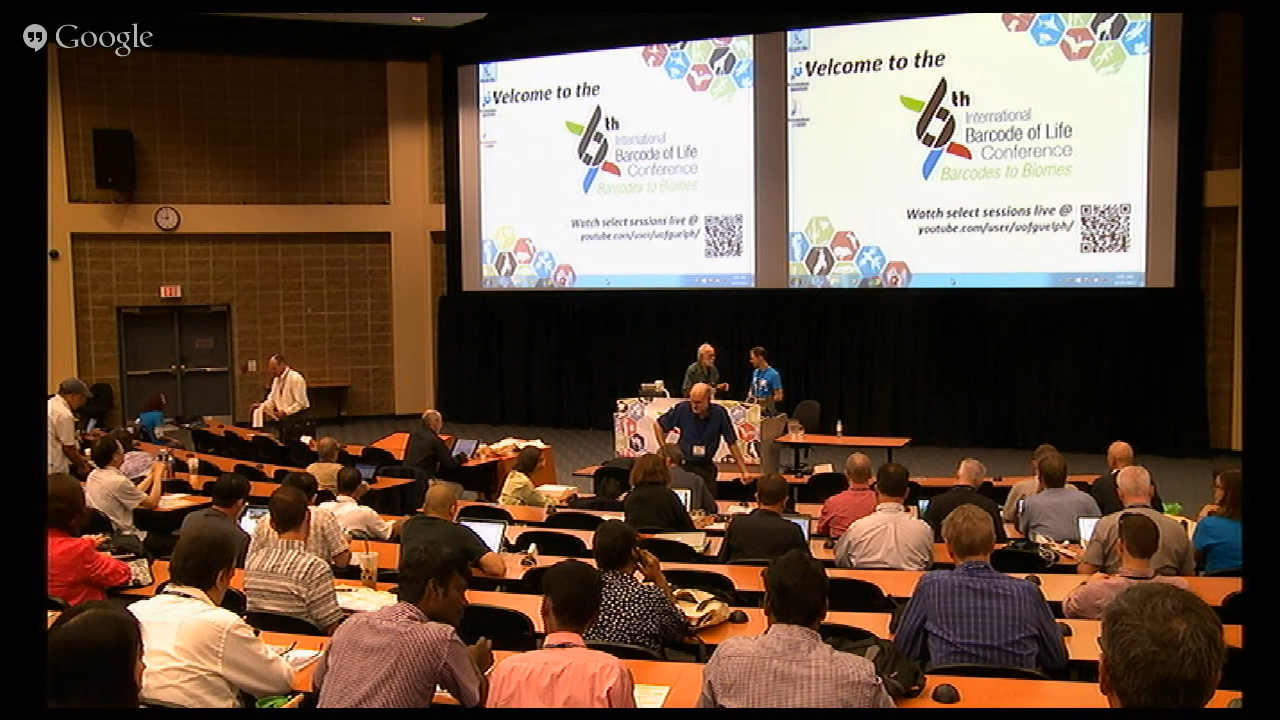 Google
Welcome to the
6th
International
Barcode of Life
Conference
Barcodes to Biomes
Watch select sessions live @
youtube.com/user/uofguelph/
Welcome to the
6th
International
Barcode of Life
Conference
Barcodes to Biomes
Watch select sessions live @
youtube.com/user/uofguelph/
EXIT